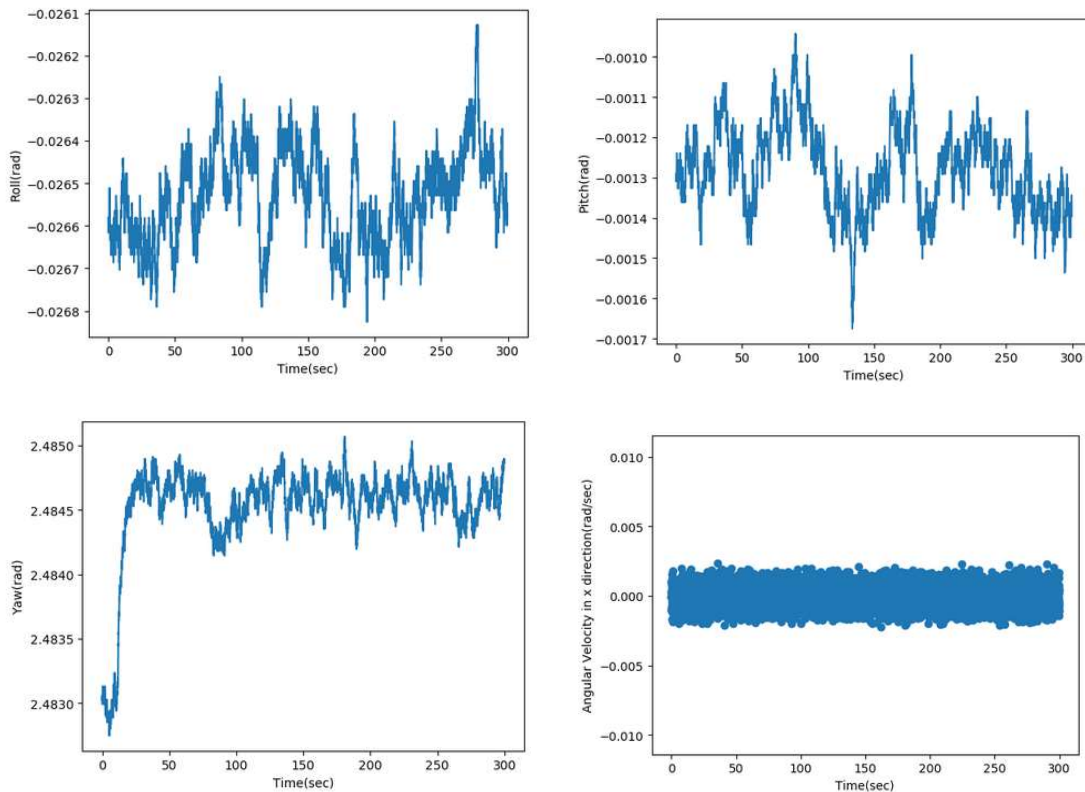 −0.0261
−0.0262
−0.0263
−0.0264
−0.0265
−0.0266
−0.0267
−0.0268
Roll(rad)
0 50 100 150 200 250 300
Time(sec)
−0.0010
−0.0011
−0.0012
−0.0013
−0.0014
−0.0015
−0.0016
−0.0017
Pitch(rad)
0 50 100 150 200 250 300
Time(sec)
2.4850
2.4845
2.4840
2.4835
2.4830
Yaw(rad)
0 50 100 150 200 250 300
Time(sec)
0.010
0.005
0.000
−0.005
−0.010
Angular Velocity in x direction(rad/sec)
0 50 100 150 200 250 300
Time(sec)